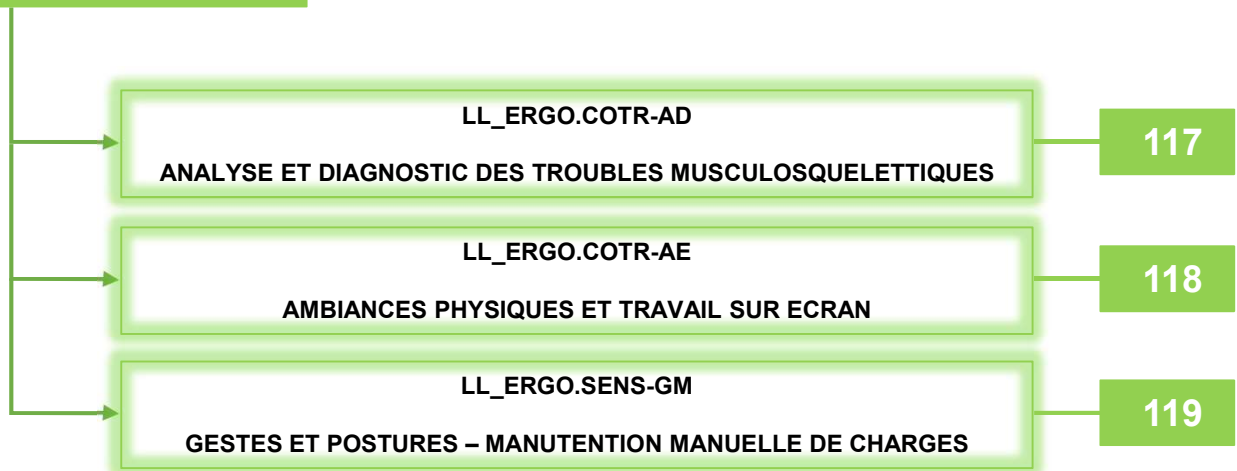 LL_ERGO.COTR-AD
ANALYSE ET DIAGNOSTIC DES TROUBLES MUSCULOSQUELETTIQUES
117
LL_ERGO.COTR-AE
AMBIANCES PHYSIQUES ET TRAVAIL SUR ECRAN
118
LL_ERGO.SENS-GM
GESTES ET POSTURES – MANUTENTION MANUELLE DE CHARGES
119